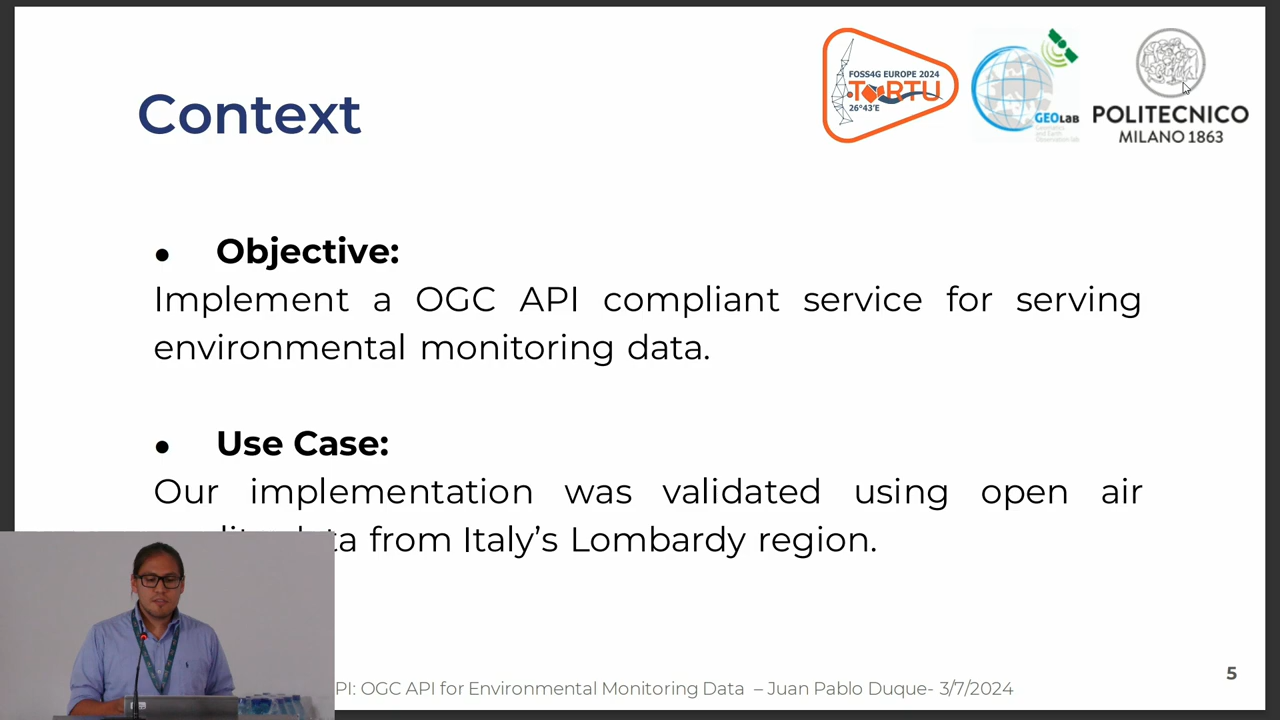 FOSS4G EUROPE 2024
TARTU
26°43'E
GEOLAB
POLITECNICO
MILANO 1863
Context
● Objective:
Implement a OGC API compliant service for serving
environmental monitoring data.
● Use Case:
Our implementation was validated using open air
from Italy’s Lombardy region.
PI: OGC API for Environmental Monitoring Data – Juan Pablo Duque- 3/7/2024
5